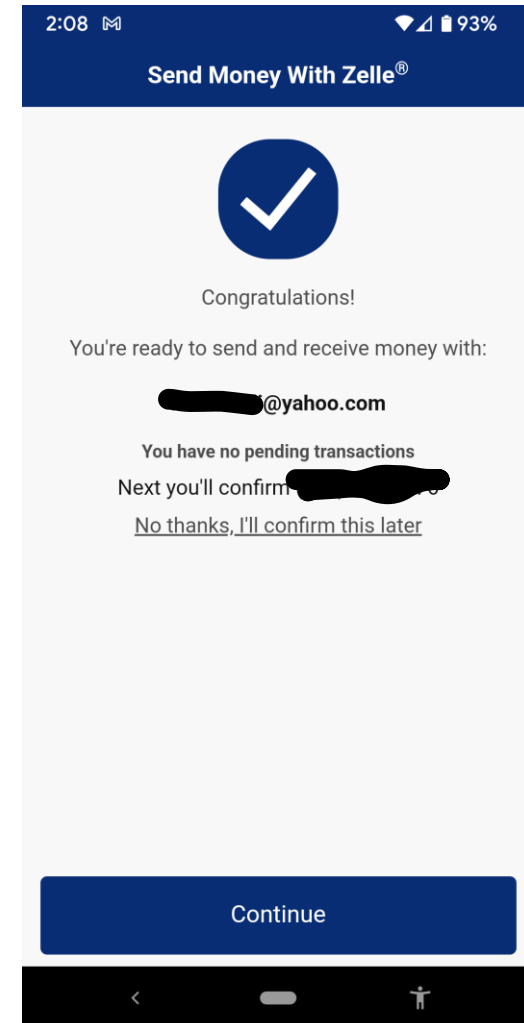 2:08 93%
Send Money With Zelle®
Congratulations!
You're ready to send and receive money with:
@yahoo.com
You have no pending transactions
Next you'll confirm
No thanks, I'll confirm this later
Continue